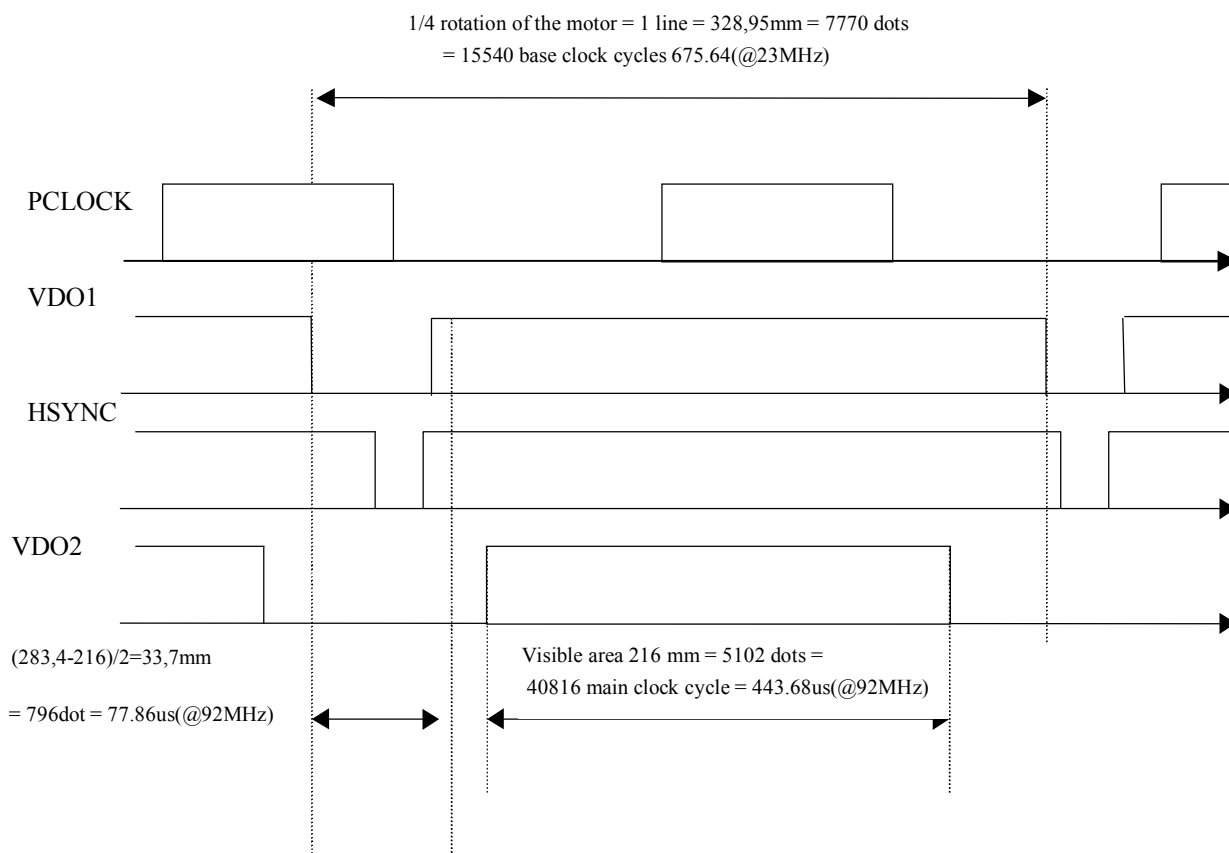 1/4 rotation of the motor = 1 line = 328,95mm = 7770 dots
= 15540 base clock cycles 675.64(@23MHz)
PCLOCK
VDO1
HSYNC
VDO2
(283,4-216)/2=33,7mm
= 796dot = 77.86us(@92MHz)
Visible area 216 mm = 5102 dots =
40816 main clock cycle = 443.68us(@92MHz)